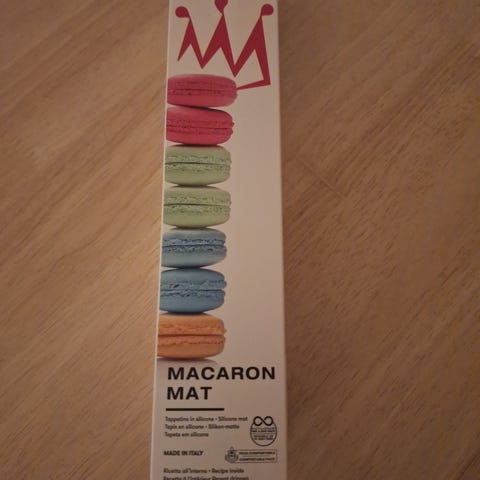 MACARON
MAT
Tappetino in silicone • Silicone mat
Tapis en silicone • Silikon-matte
Tapete em silicone
MADE IN ITALY
Ricetta all'interno • Recipe inside